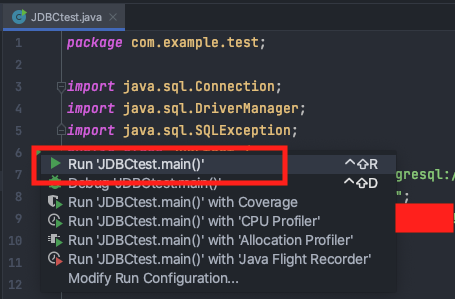 JDBCtest.java
1 package com.example.test;
2
3 import java.sql.Connection;
4 import java.sql.DriverManager;
5 import java.sql.SQLException;
6
Run 'JDBCtest.main()' ^⇧R
7 gresql:/
Debug 'JDBCtest.main()' ^⇧D
8 ";
Run 'JDBCtest.main()' with Coverage
9
Run 'JDBCtest.main()' with 'CPU Profiler'
10
Run 'JDBCtest.main()' with 'Allocation Profiler'
11
Run 'JDBCtest.main()' with 'Java Flight Recorder'
12
Modify Run Configuration...